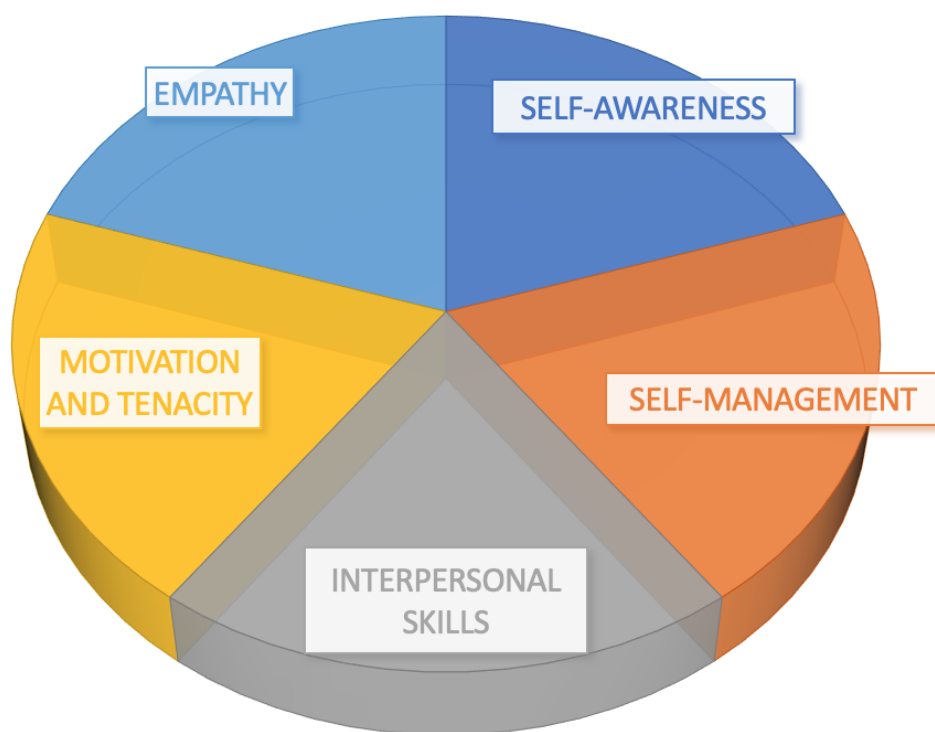 EMPATHY
SELF-AWARENESS
MOTIVATION
AND TENACITY
SELF-MANAGEMENT
INTERPERSONAL
SKILLS